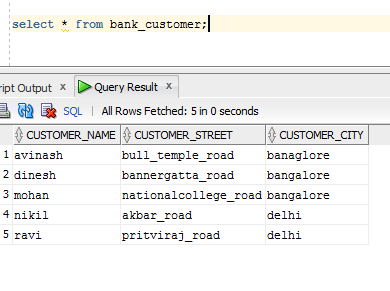 select * from bank_customer;
ript Output x Query Result x
SQL | All Rows Fetched: 5 in 0 seconds
CUSTOMER_NAME CUSTOMER_STREET CUSTOMER_CITY
1 avinash bull_temple_road banaglore
2 dinesh bannergatta_road bangalore
3 mohan nationalcollege_road bangalore
4 nikil akbar_road delhi
5 ravi pritviraj_road delhi